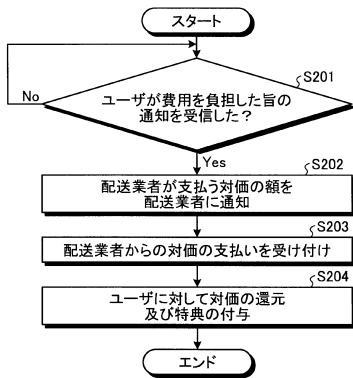 スタート
S201
ユーザが費用を負担した旨の
通知を受信した？
No
Yes
S202
配送業者が支払う対価の額を
配送業者に通知
S203
配送業者からの対価の支払いを受け付け
S204
ユーザに対して対価の還元
及び特典の付与
エンド